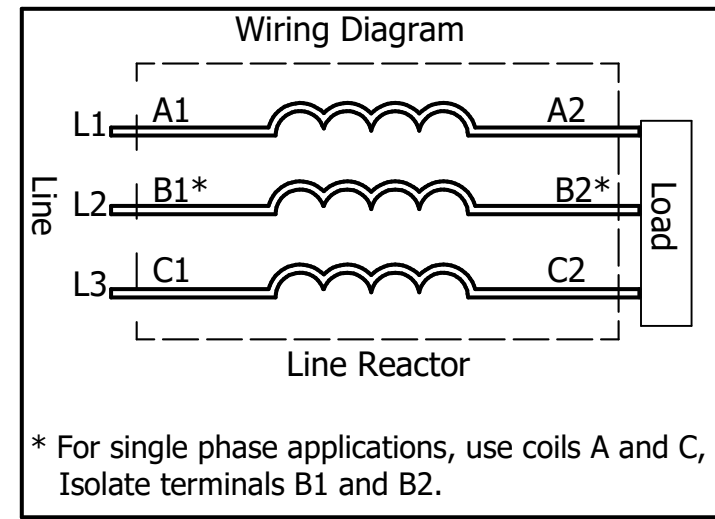 Wiring Diagram
L1 A1 A2
Line L2 B1* B2* Load
L3 C1 C2
Line Reactor
* For single phase applications, use coils A and C,
Isolate terminals B1 and B2.